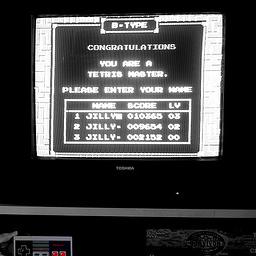 B-TYPE
CONGRATULATIONS
YOU ARE A
TETRIS MASTER.
PLEASE ENTER YOUR NAME
NAME SCORE LV
1 JILLY 010365 03
2 JILLY- 009654 02
3 JILLY- 002152 00
TOSHIBA